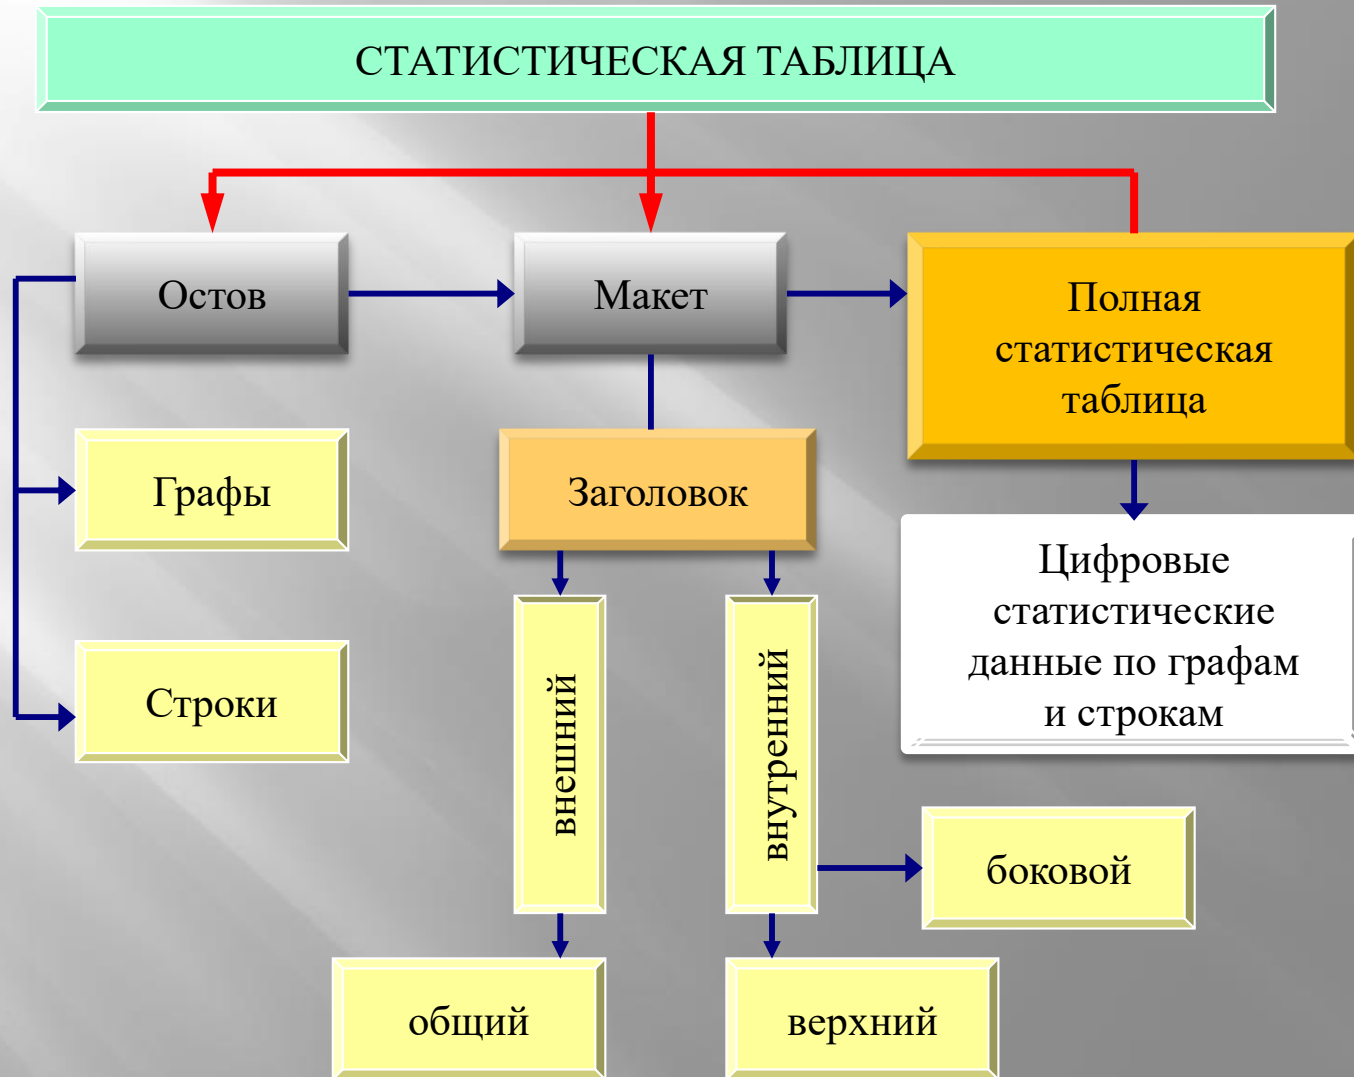 СТАТИСТИЧЕСКАЯ ТАБЛИЦА
Остов
Макет
Полная
статистическая
таблица
Графы
Заголовок
Цифровые
статистические
данные по графам
и строкам
Строки
внешний
внутренний
боковой
общий
верхний